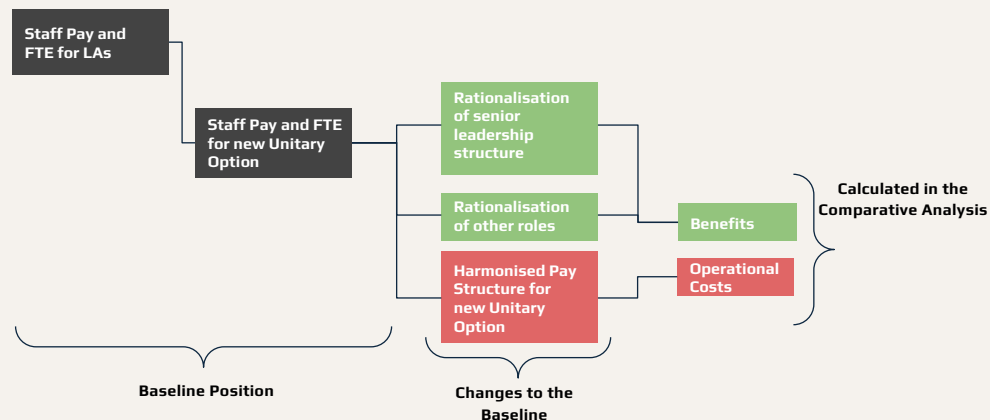 Staff Pay and
FTE for LAs
Staff Pay and FTE
for new Unitary
Option
Rationalisation
of senior
leadership
structure
Rationalisation
of other roles
Harmonised Pay
Structure for
new Unitary
Option
Benefits
Operational
Costs
Calculated in the
Comparative Analysis
Baseline Position
Changes to the
Baseline